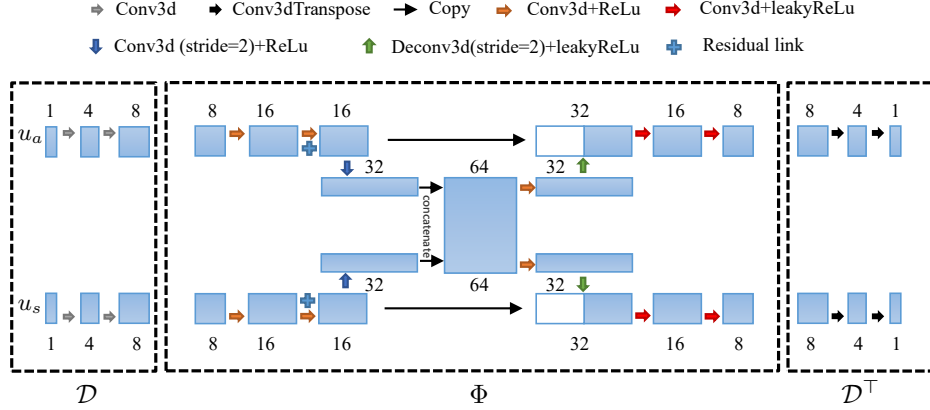 Conv3d Conv3dTranspose Copy Conv3d+ReLu Conv3d+leakyReLu
Conv3d (stride=2)+ReLu Deconv3d(stride=2)+leakyReLu Residual link
1 4 8 8 16 16 32 16 8 8 4 1
u_a
32 64 32
concatenate
32 64 32
u_s
1 4 8 8 16 16 32 16 8 8 4 1
𝒟 Φ 𝒟⊤